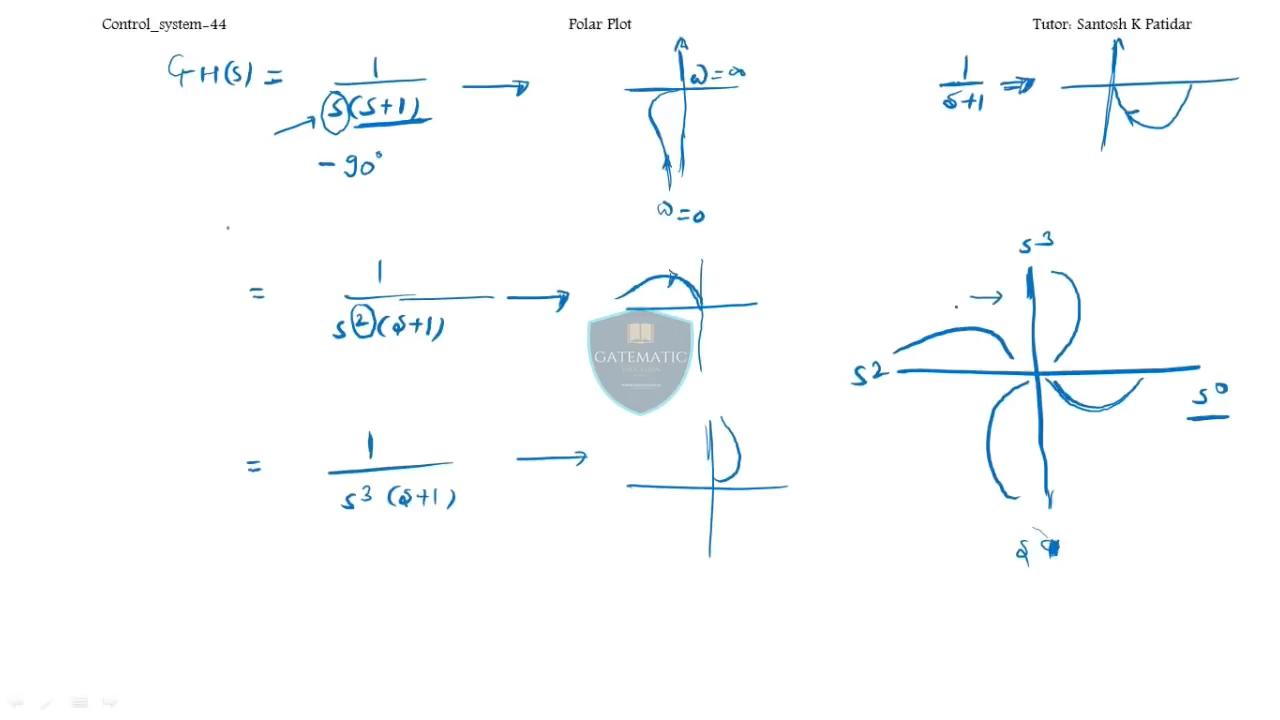 Control_system-44 Polar Plot Tutor: Santosh K Patidar
GH(s) = 1/(s(s+1)) → ω=∞
-90°
ω=0
1/(s+1) ⇒
= 1/(s²(s+1)) →
s³
→
s²
s⁰
GATEMATIC
EDUCATION
= 1/(s³(s+1)) →
s